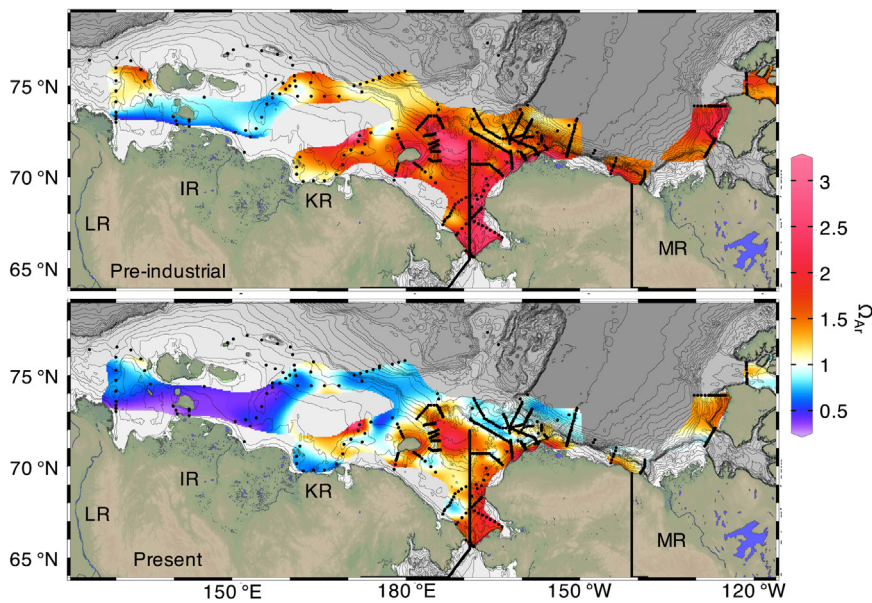 75 °N
70 °N
65 °N
LR
IR
KR
MR
Pre-industrial
3
2.5
2
1.5
1
0.5
ΩAr
75 °N
70 °N
65 °N
LR
IR
KR
MR
Present
150 °E
180 °E
150 °W
120 °W